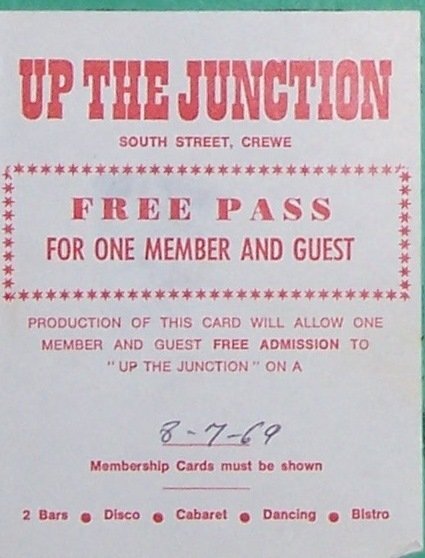 UP THE JUNCTION
SOUTH STREET, CREWE
FREE PASS
FOR ONE MEMBER AND GUEST
PRODUCTION OF THIS CARD WILL ALLOW ONE
MEMBER AND GUEST FREE ADMISSION TO
"UP THE JUNCTION" ON A
8-7-69
Membership Cards must be shown
2 Bars ● Disco ● Cabaret ● Dancing ● Bistro